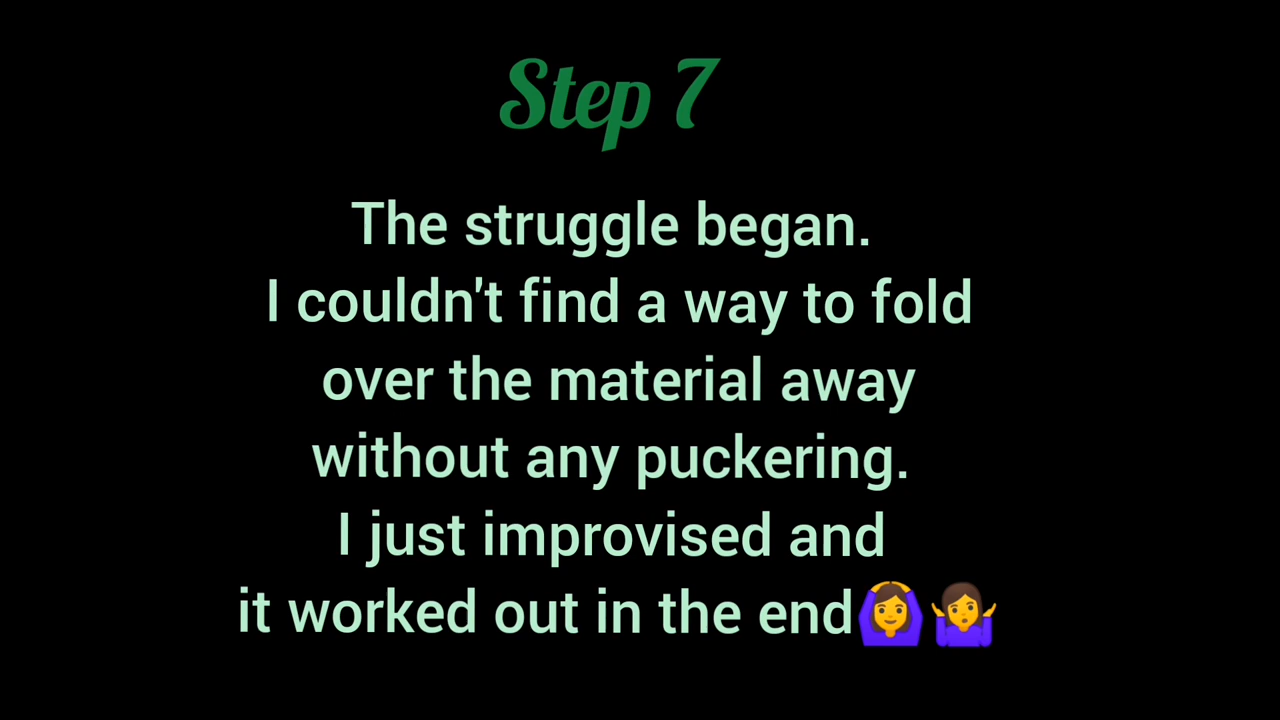 Step 7
The struggle began.
I couldn't find a way to fold
over the material away
without any puckering.
I just improvised and
it worked out in the end🙆‍♀️🤷‍♀️